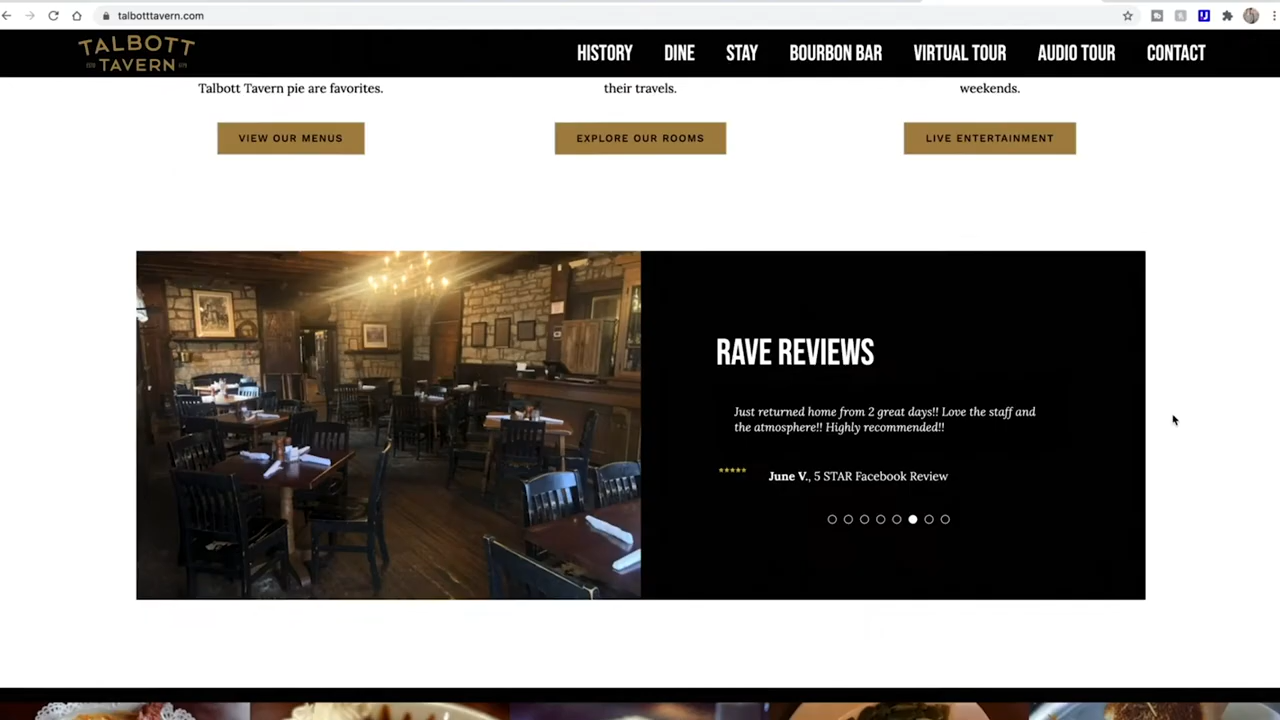 talbotttavern.com
TALBOTT
TAVERN
HISTORY DINE STAY BOURBON BAR VIRTUAL TOUR AUDIO TOUR CONTACT
Talbott Tavern pie are favorites.
their travels.
weekends.
VIEW OUR MENUS
EXPLORE OUR ROOMS
LIVE ENTERTAINMENT
RAVE REVIEWS
Just returned home from 2 great days!! Love the staff and
the atmosphere!! Highly recommended!!
***** June V., 5 STAR Facebook Review